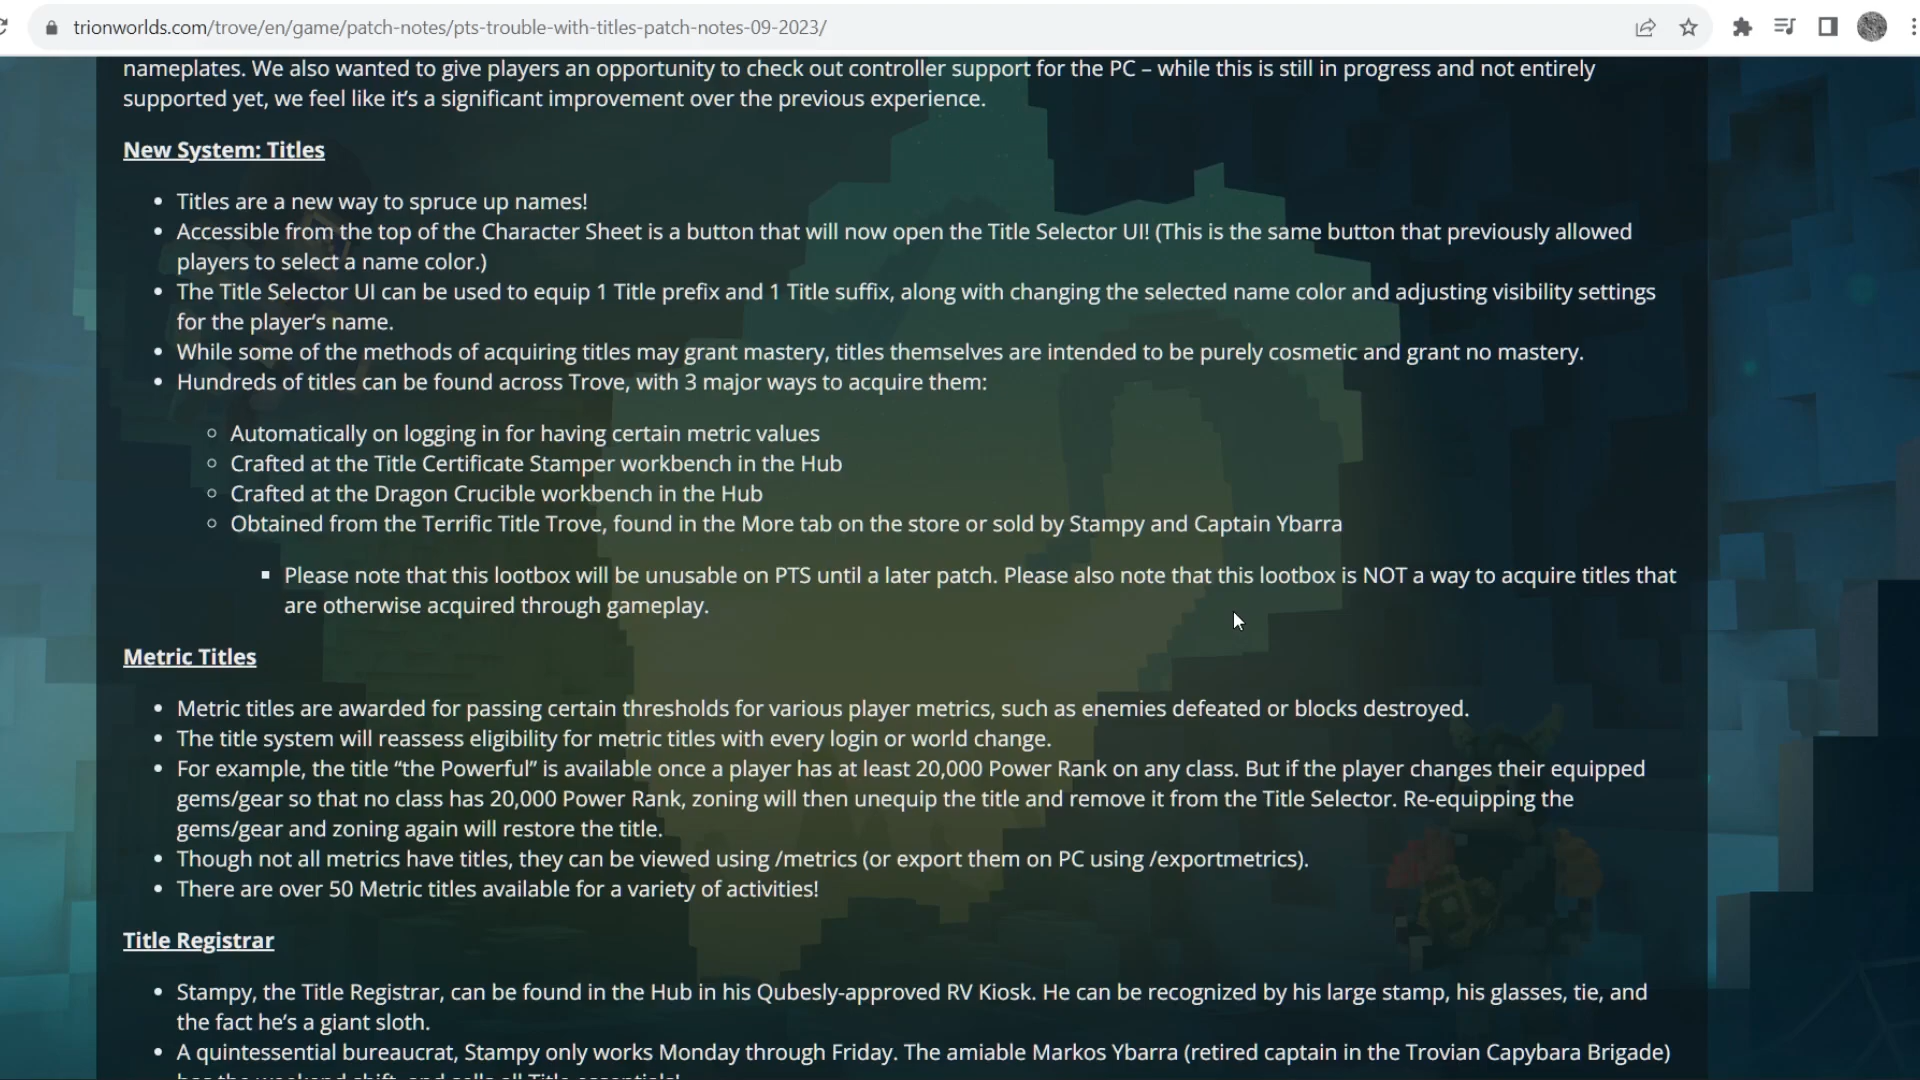 trionworlds.com/trove/en/game/patch-notes/pts-trouble-with-titles-patch-notes-09-2023/
nameplates. We also wanted to give players an opportunity to check out controller support for the PC – while this is still in progress and not entirely
supported yet, we feel like it’s a significant improvement over the previous experience.
New System: Titles
• Titles are a new way to spruce up names!
• Accessible from the top of the Character Sheet is a button that will now open the Title Selector UI! (This is the same button that previously allowed
players to select a name color.)
• The Title Selector UI can be used to equip 1 Title prefix and 1 Title suffix, along with changing the selected name color and adjusting visibility settings
for the player’s name.
• While some of the methods of acquiring titles may grant mastery, titles themselves are intended to be purely cosmetic and grant no mastery.
• Hundreds of titles can be found across Trove, with 3 major ways to acquire them:
○ Automatically on logging in for having certain metric values
○ Crafted at the Title Certificate Stamper workbench in the Hub
○ Crafted at the Dragon Crucible workbench in the Hub
○ Obtained from the Terrific Title Trove, found in the More tab on the store or sold by Stampy and Captain Ybarra
▪ Please note that this lootbox will be unusable on PTS until a later patch. Please also note that this lootbox is NOT a way to acquire titles that
are otherwise acquired through gameplay.
Metric Titles
• Metric titles are awarded for passing certain thresholds for various player metrics, such as enemies defeated or blocks destroyed.
• The title system will reassess eligibility for metric titles with every login or world change.
• For example, the title “the Powerful” is available once a player has at least 20,000 Power Rank on any class. But if the player changes their equipped
gems/gear so that no class has 20,000 Power Rank, zoning will then unequip the title and remove it from the Title Selector. Re-equipping the
gems/gear and zoning again will restore the title.
• Though not all metrics have titles, they can be viewed using /metrics (or export them on PC using /exportmetrics).
• There are over 50 Metric titles available for a variety of activities!
Title Registrar
• Stampy, the Title Registrar, can be found in the Hub in his Qubesly-approved RV Kiosk. He can be recognized by his large stamp, his glasses, tie, and
the fact he’s a giant sloth.
• A quintessential bureaucrat, Stampy only works Monday through Friday. The amiable Markos Ybarra (retired captain in the Trovian Capybara Brigade)
has the weekend shift, and sells all Title essentials!